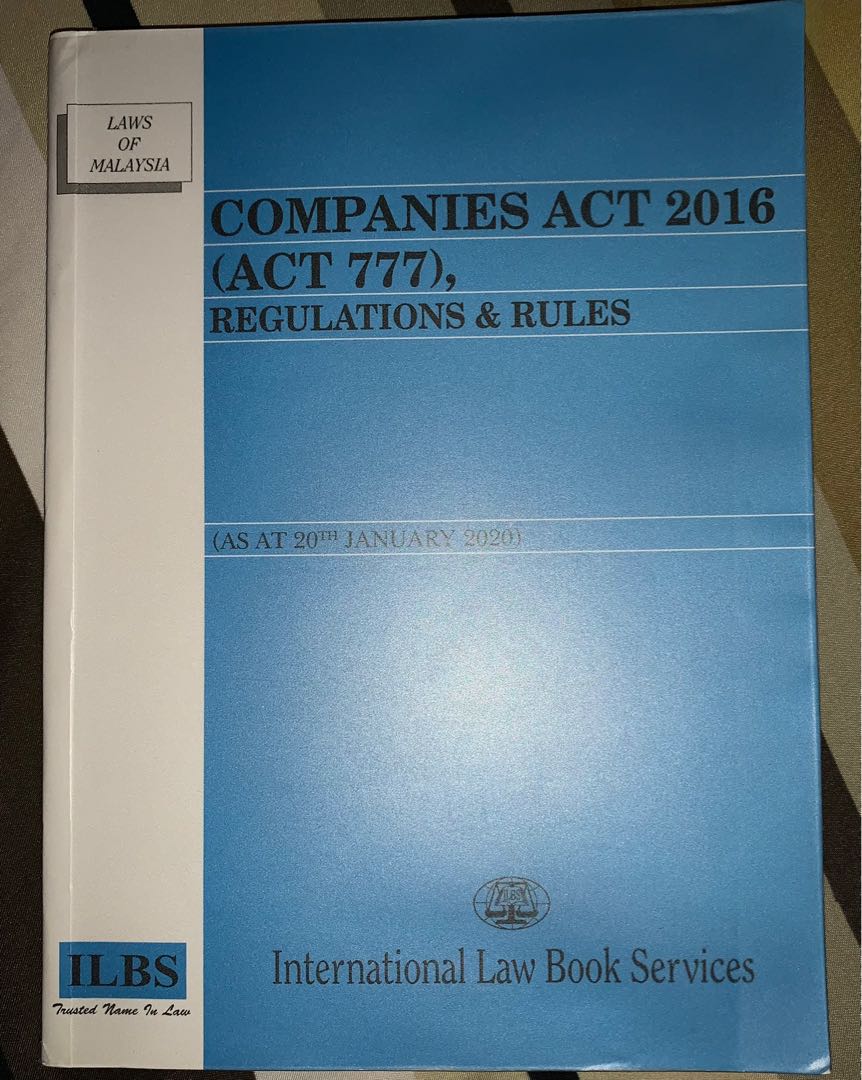 LAWS
OF
MALAYSIA
COMPANIES ACT 2016
(ACT 777),
REGULATIONS & RULES
(AS AT 20TH JANUARY 2020)
ILBS
International Law Book Services
ILBS
Trusted Name In Law